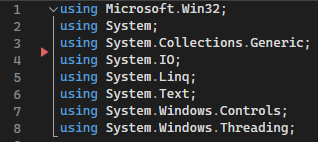 1 using Microsoft.Win32;
2 using System;
3 using System.Collections.Generic;
4 using System.IO;
5 using System.Linq;
6 using System.Text;
7 using System.Windows.Controls;
8 using System.Windows.Threading;